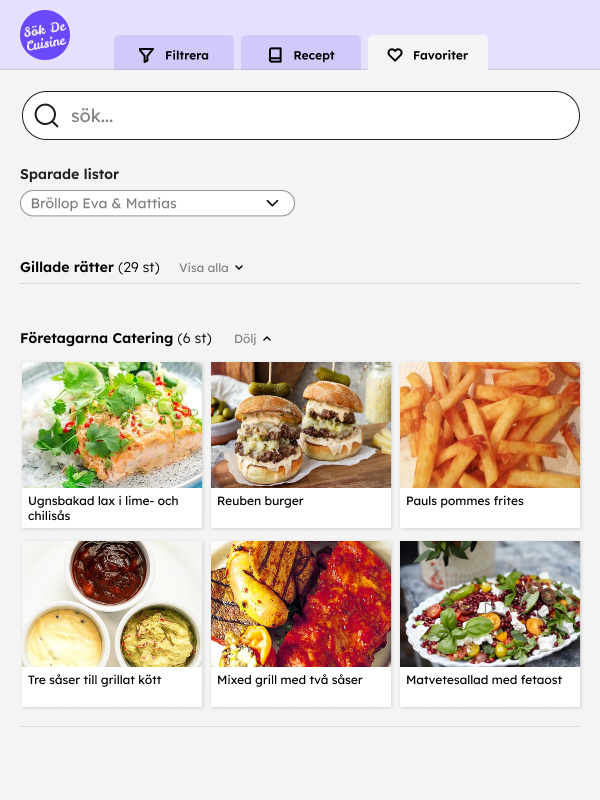 Sök De
Cuisine
Filtrera
Recept
Favoriter
sök...
Sparade listor
Bröllop Eva & Mattias
Gillade rätter (29 st) Visa alla
Företagarna Catering (6 st) Dölj
Ugnsbakad lax i lime- och
chilisås
Reuben burger
Pauls pommes frites
Tre såser till grillat kött
Mixed grill med två såser
Matvetesallad med fetaost